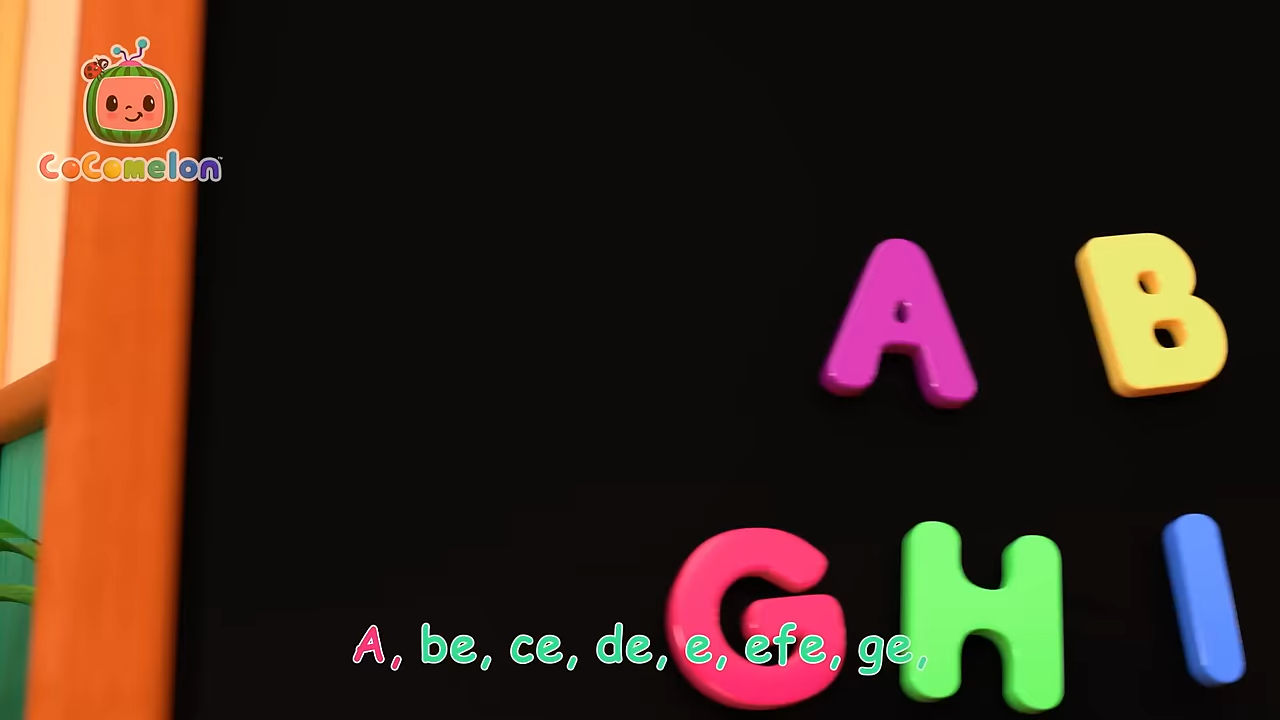 CoComelon
A B
G H I
A, be, ce, de, e, efe, ge,